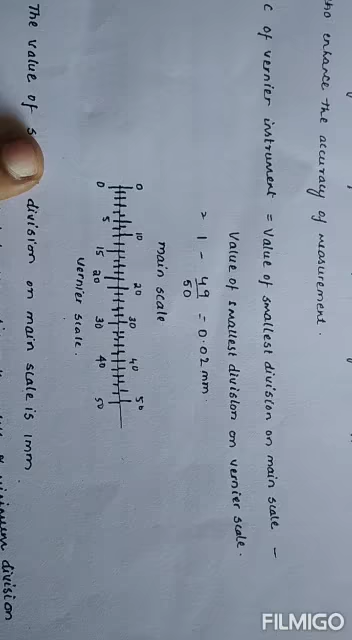 to enhance the accuracy of measurement.
C of vernier instrument = Value of smallest division on main scale –
Value of smallest division on vernier scale.
> 1 - 49/50 = 0.02 mm.
main scale
0 10 20 30 40 50
0 5 15 20 30 40 50
Vernier scale.
The value of division on main scale is 1mm
division
FILMIGO